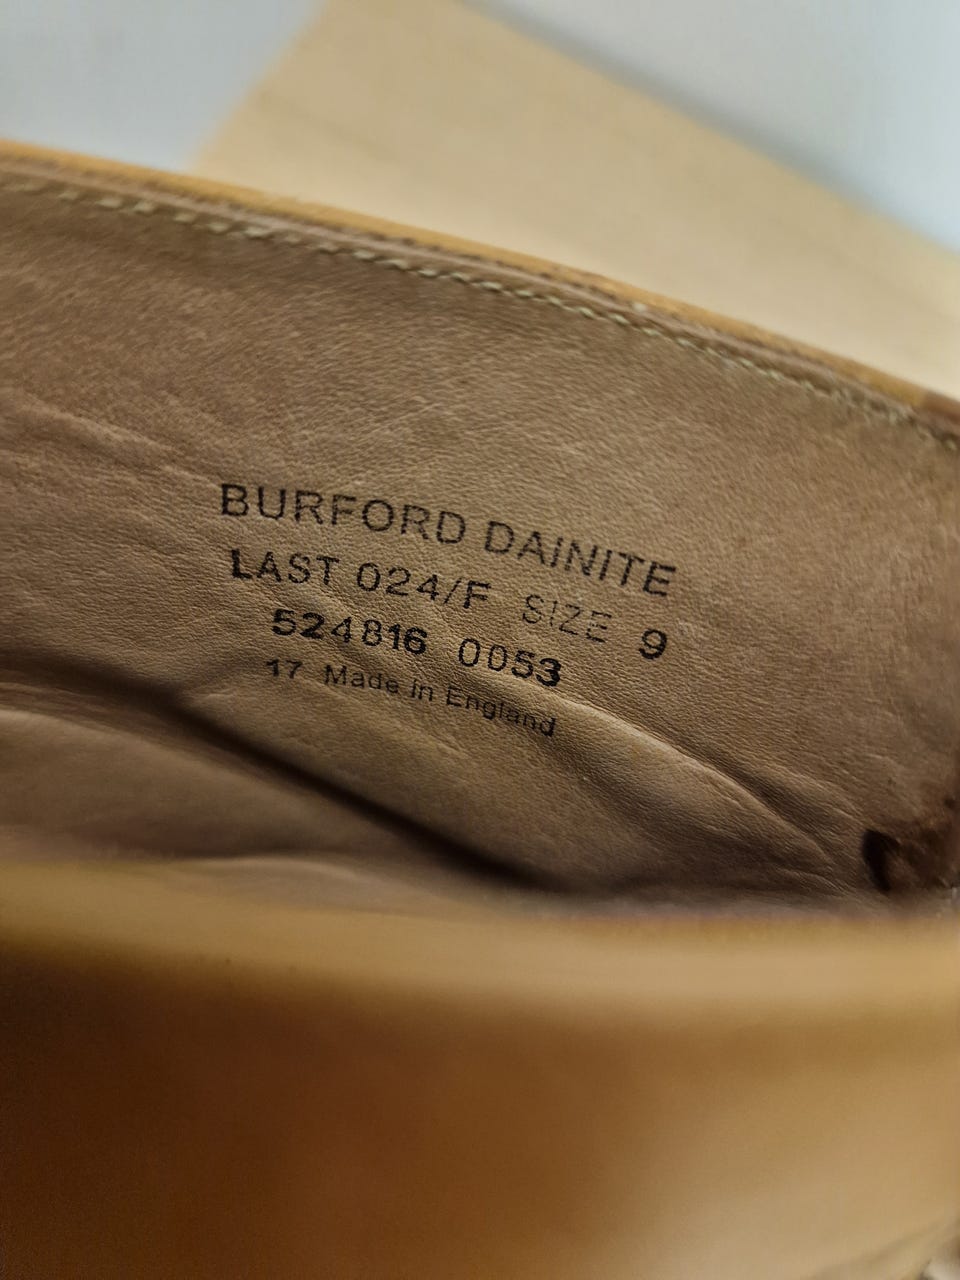 BURFORD DAINITE
LAST 024/F SIZE 9
524816 0053
17 Made in England